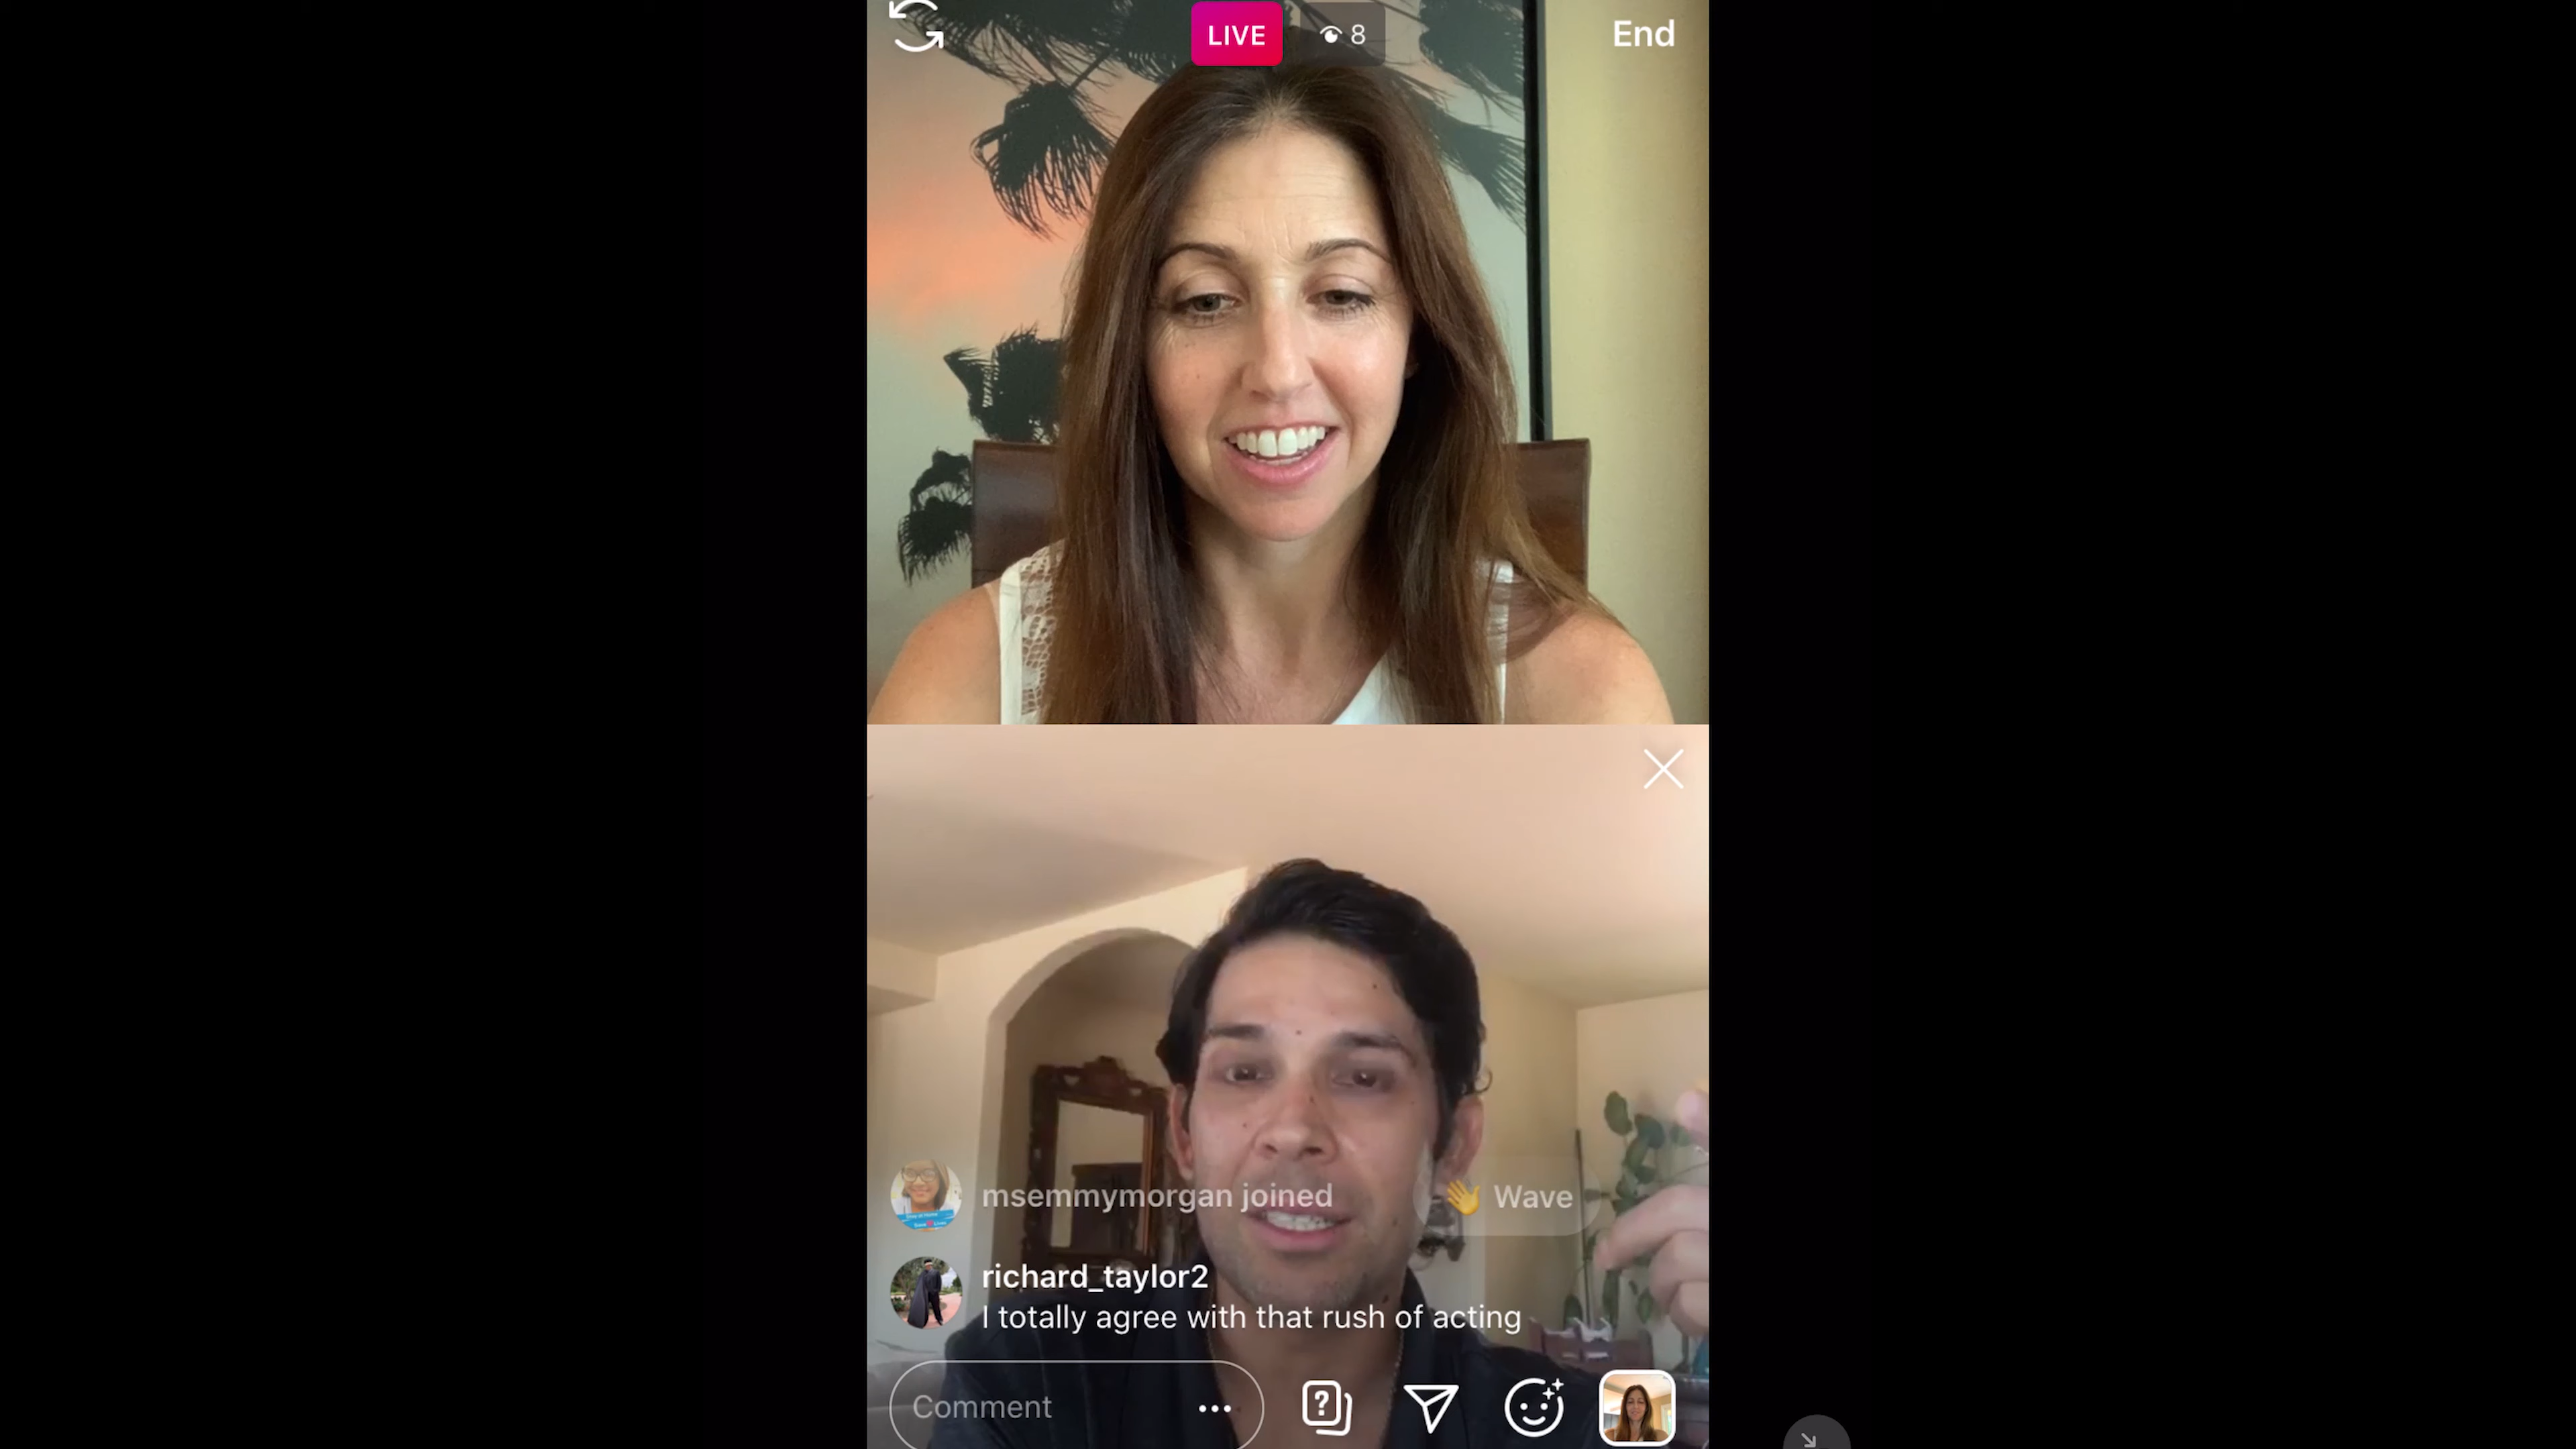 LIVE
8
End
msemmymorgan joined
👋 Wave
richard_taylor2
I totally agree with that rush of acting
Comment